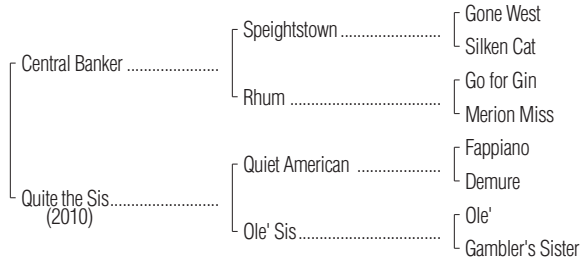 Gone West
Speightstown
Silken Cat
Central Banker
Go for Gin
Rhum
Merion Miss
Fappiano
Quiet American
Demure
Quite the Sis
(2010)
Ole'
Ole' Sis
Gambler's Sister